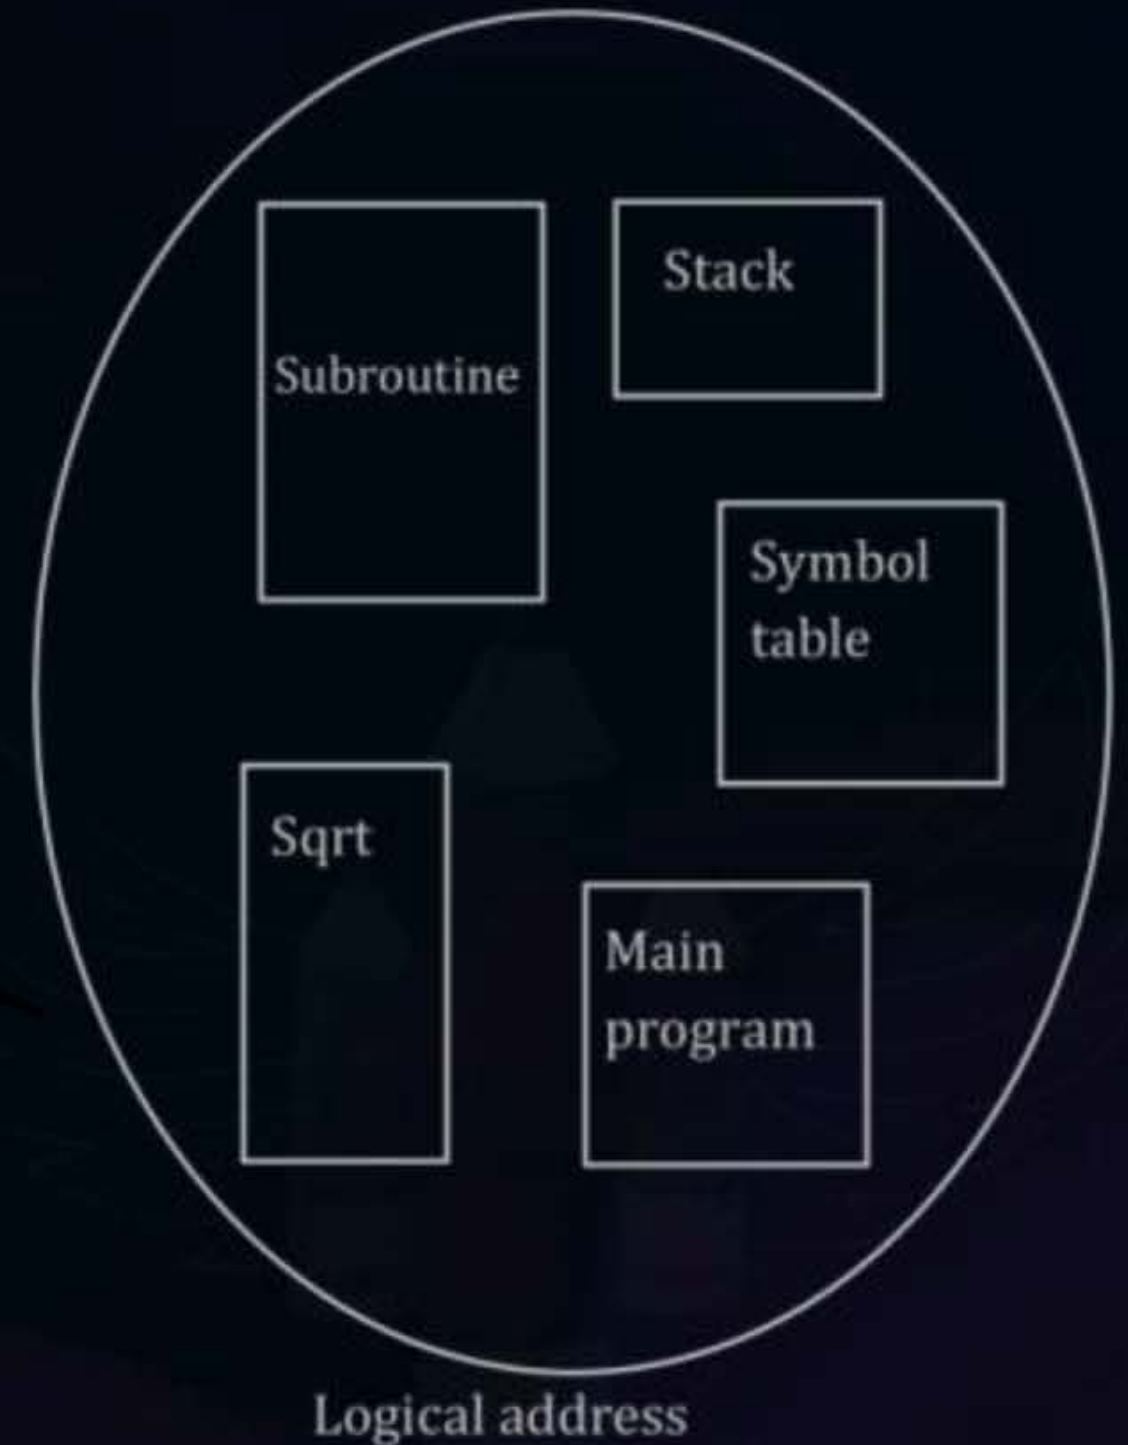 Stack
Subroutine
Symbol
table
Sqrt
Main
program
Logical address